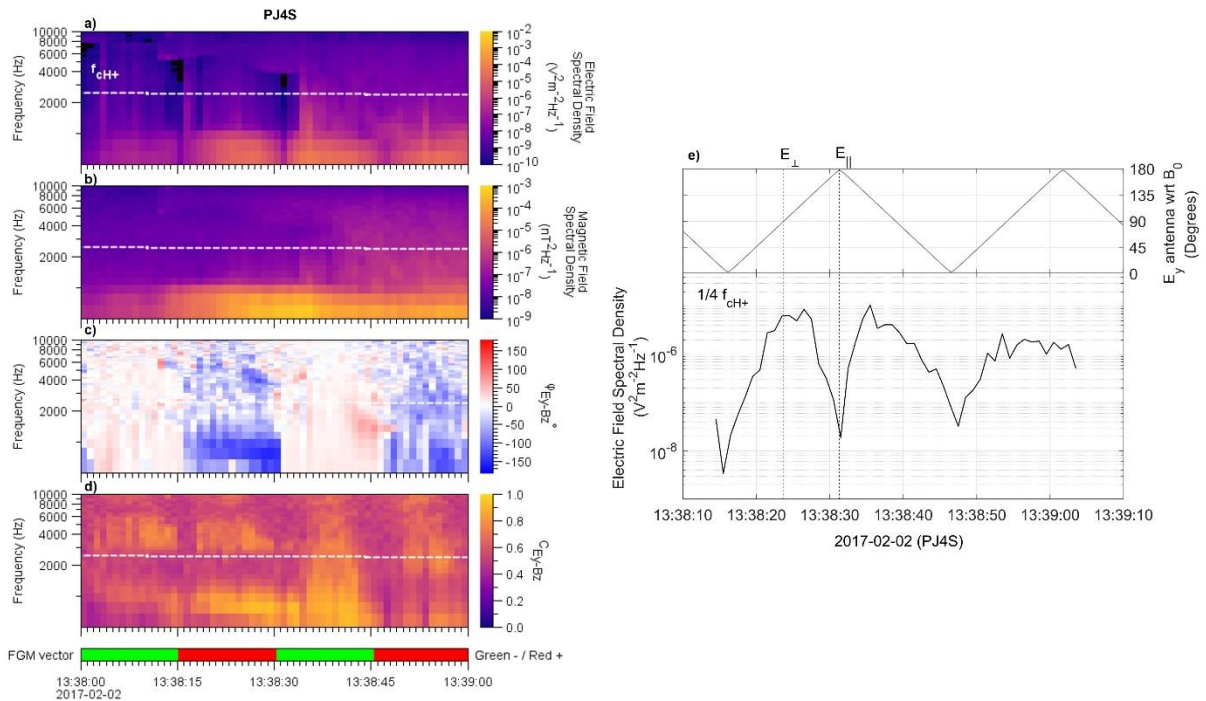 PJ4S
a)
10000
8000
6000
4000
2000
Frequency (Hz)
fcH+
10-2
10-3
10-4
10-5
10-6
10-7
10-8
10-9
10-10
Electric Field
Spectral Density
(V2m-2Hz-1)
b)
10000
8000
6000
4000
2000
Frequency (Hz)
10-3
10-4
10-5
10-6
10-7
10-8
10-9
Magnetic Field
Spectral Density
(nT2Hz-1)
c)
10000
8000
6000
4000
2000
Frequency (Hz)
150
100
50
0
-50
-100
-150
φEy-Bz°
d)
10000
8000
6000
4000
2000
Frequency (Hz)
1.0
0.8
0.6
0.4
0.2
0.0
CEy-Bz
FGM vector
Green - / Red +
13:38:00 13:38:15 13:38:30 13:38:45 13:39:00
2017-02-02
e)
E⊥ E||
180
135
90
45
0
Ey antenna wrt B0
(Degrees)
1/4 fcH+
10-6
10-8
Electric Field Spectral Density
(V2m-2Hz-1)
13:38:10 13:38:20 13:38:30 13:38:40 13:38:50 13:39:00 13:39:10
2017-02-02 (PJ4S)